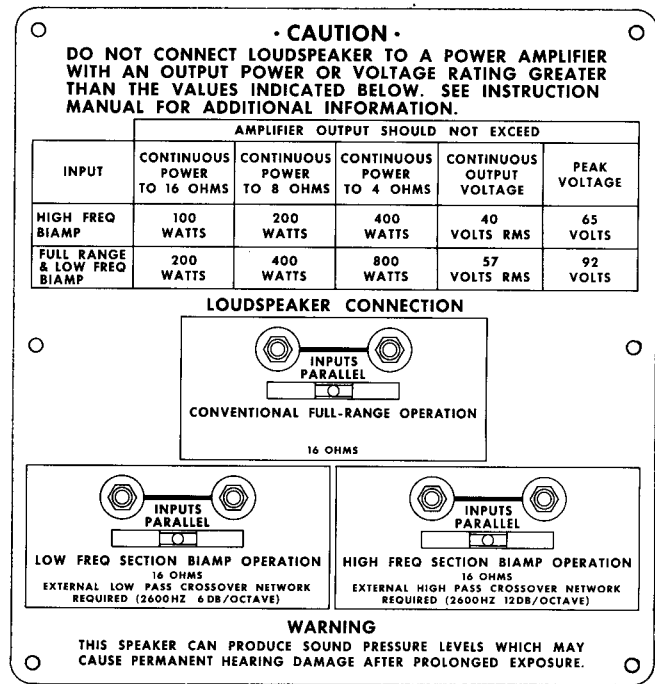 • CAUTION •
DO NOT CONNECT LOUDSPEAKER TO A POWER AMPLIFIER
WITH AN OUTPUT POWER OR VOLTAGE RATING GREATER
THAN THE VALUES INDICATED BELOW. SEE INSTRUCTION
MANUAL FOR ADDITIONAL INFORMATION.
AMPLIFIER OUTPUT SHOULD NOT EXCEED
INPUT
CONTINUOUS
POWER
TO 16 OHMS
CONTINUOUS
POWER
TO 8 OHMS
CONTINUOUS
POWER
TO 4 OHMS
CONTINUOUS
OUTPUT
VOLTAGE
PEAK
VOLTAGE
HIGH FREQ
BIAMP
100
WATTS
200
WATTS
400
WATTS
40
VOLTS RMS
65
VOLTS
FULL RANGE
& LOW FREQ
BIAMP
200
WATTS
400
WATTS
800
WATTS
57
VOLTS RMS
92
VOLTS
LOUDSPEAKER CONNECTION
INPUTS
PARALLEL
CONVENTIONAL FULL-RANGE OPERATION
16 OHMS
INPUTS
PARALLEL
LOW FREQ SECTION BIAMP OPERATION
16 OHMS
EXTERNAL LOW PASS CROSSOVER NETWORK
REQUIRED (2600HZ 6DB/OCTAVE)
INPUTS
PARALLEL
HIGH FREQ SECTION BIAMP OPERATION
16 OHMS
EXTERNAL HIGH PASS CROSSOVER NETWORK
REQUIRED (2600HZ 12DB/OCTAVE)
WARNING
THIS SPEAKER CAN PRODUCE SOUND PRESSURE LEVELS WHICH MAY
CAUSE PERMANENT HEARING DAMAGE AFTER PROLONGED EXPOSURE.